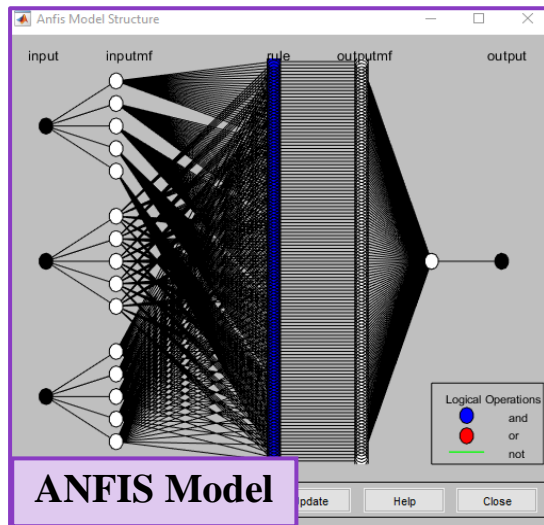 Anfis Model Structure
input inputmf rule outputmf output
Logical Operations
and
or
not
ANFIS Model
pdate Help Close